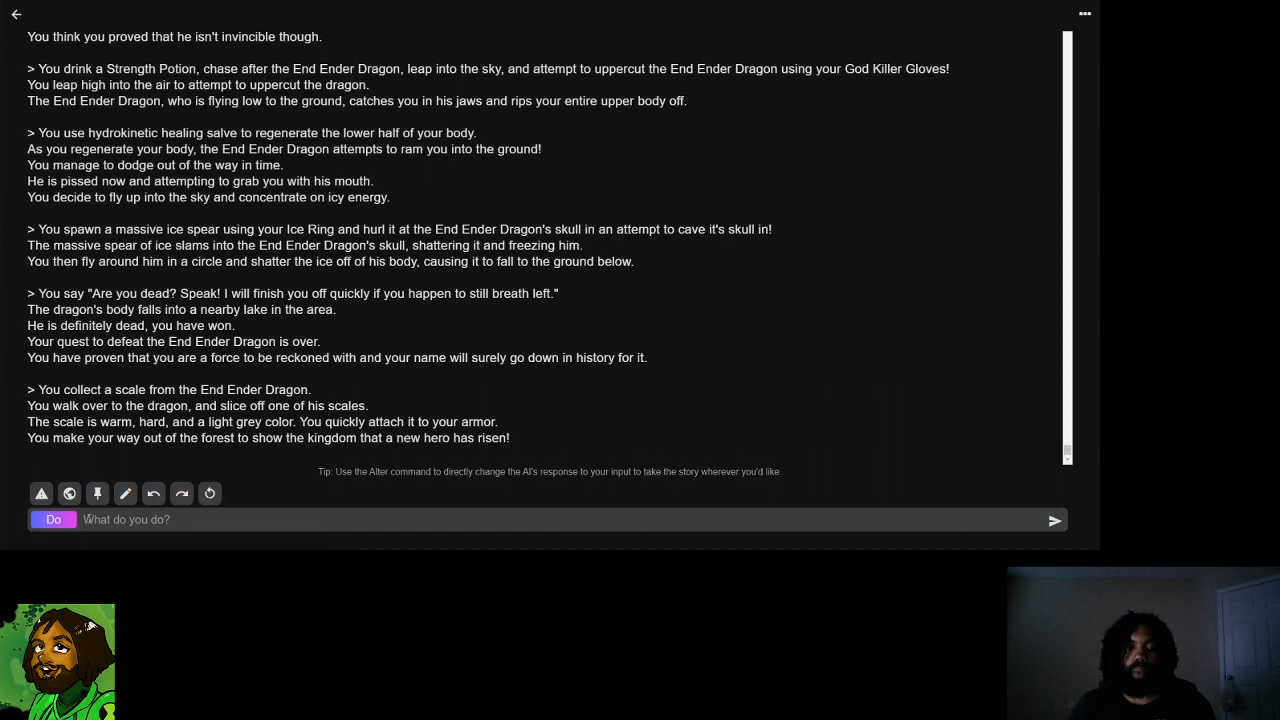 You think you proved that he isn't invincible though.
> You drink a Strength Potion, chase after the End Ender Dragon, leap into the sky, and attempt to uppercut the End Ender Dragon using your God Killer Gloves!
You leap high into the air to attempt to uppercut the dragon.
The End Ender Dragon, who is flying low to the ground, catches you in his jaws and rips your entire upper body off.
> You use hydrokinetic healing salve to regenerate the lower half of your body.
As you regenerate your body, the End Ender Dragon attempts to ram you into the ground!
You manage to dodge out of the way in time.
He is pissed now and attempting to grab you with his mouth.
You decide to fly up into the sky and concentrate on icy energy.
> You spawn a massive ice spear using your Ice Ring and hurl it at the End Ender Dragon's skull in an attempt to cave it's skull in!
The massive spear of ice slams into the End Ender Dragon's skull, shattering it and freezing him.
You then fly around him in a circle and shatter the ice off of his body, causing it to fall to the ground below.
> You say "Are you dead? Speak! I will finish you off quickly if you happen to still breath left."
The dragon's body falls into a nearby lake in the area.
He is definitely dead, you have won.
Your quest to defeat the End Ender Dragon is over.
You have proven that you are a force to be reckoned with and your name will surely go down in history for it.
> You collect a scale from the End Ender Dragon.
You walk over to the dragon, and slice off one of his scales.
The scale is warm, hard, and a light grey color. You quickly attach it to your armor.
You make your way out of the forest to show the kingdom that a new hero has risen!
Tip: Use the Alter command to directly change the AI's response to your input to take the story wherever you'd like.
Do What do you do?